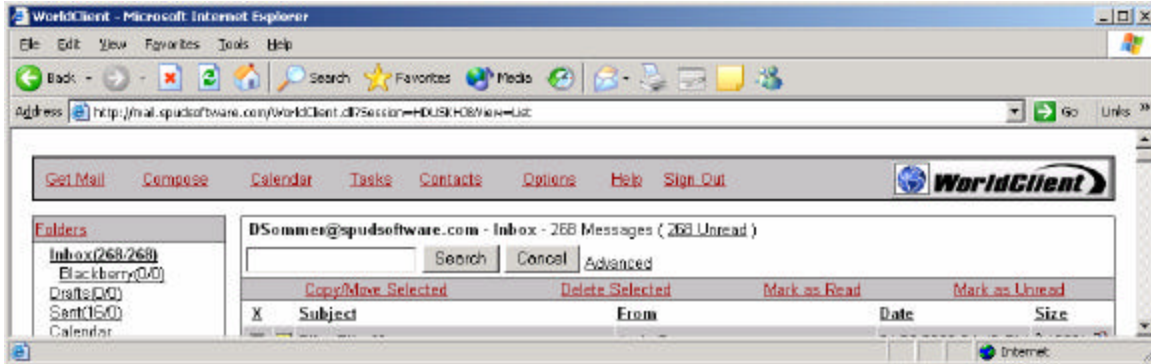 WorldClient - Microsoft Internet Explorer
File Edit View Favorites Tools Help
Back Search Favorites Media
Address http://mail.spudsoftware.com/WorldClient.dll?Session= View=List Go Links »
Get Mail Compose Calendar Tasks Contacts Options Help Sign Out WorldClient
Folders
DSommer@spudsoftware.com - Inbox - 268 Messages ( 268 Unread )
Inbox(268/268)
Search Cancel Advanced
Blackberry(0/0)
Drafts(0/0)
Copy/Move Selected Delete Selected Mark as Read Mark as Unread
Sent(16/0)
X Subject From Date Size
Calendar
Internet